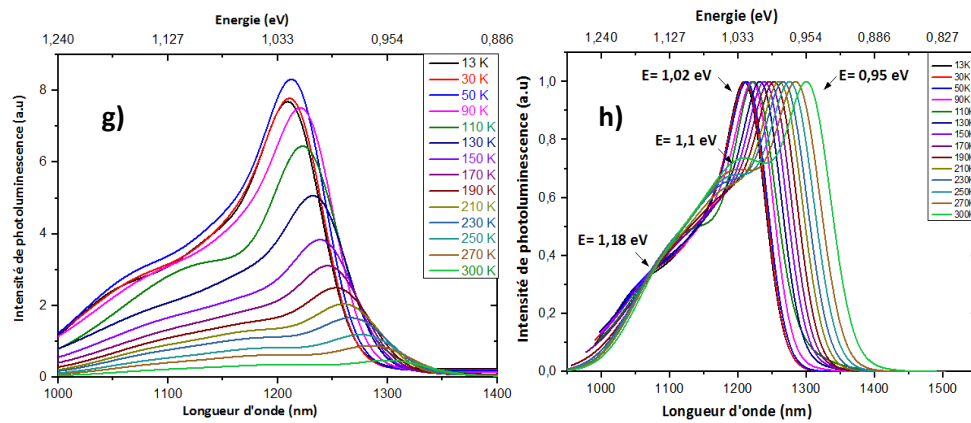 Energie (eV)
1,240 1,127 1,033 0,954 0,886
Intensité de photoluminescence (a.u)
8
6
4
2
0
g)
13 K
30 K
50 K
90 K
110 K
130 K
150 K
170 K
190 K
210 K
230 K
250 K
270 K
300 K
1000 1100 1200 1300 1400
Longueur d'onde (nm)
Energie (eV)
1,240 1,127 1,033 0,954 0,886 0,827
Intensité de photoluminescence (a.u)
1,0
0,8
0,6
0,4
0,2
0,0
E= 1,02 eV
E= 0,95 eV
h)
E= 1,1 eV
E= 1,18 eV
13K
30K
50K
90K
110K
130K
150K
170K
190K
210K
230K
250K
270K
300K
1000 1100 1200 1300 1400 1500
Longueur d'onde (nm)